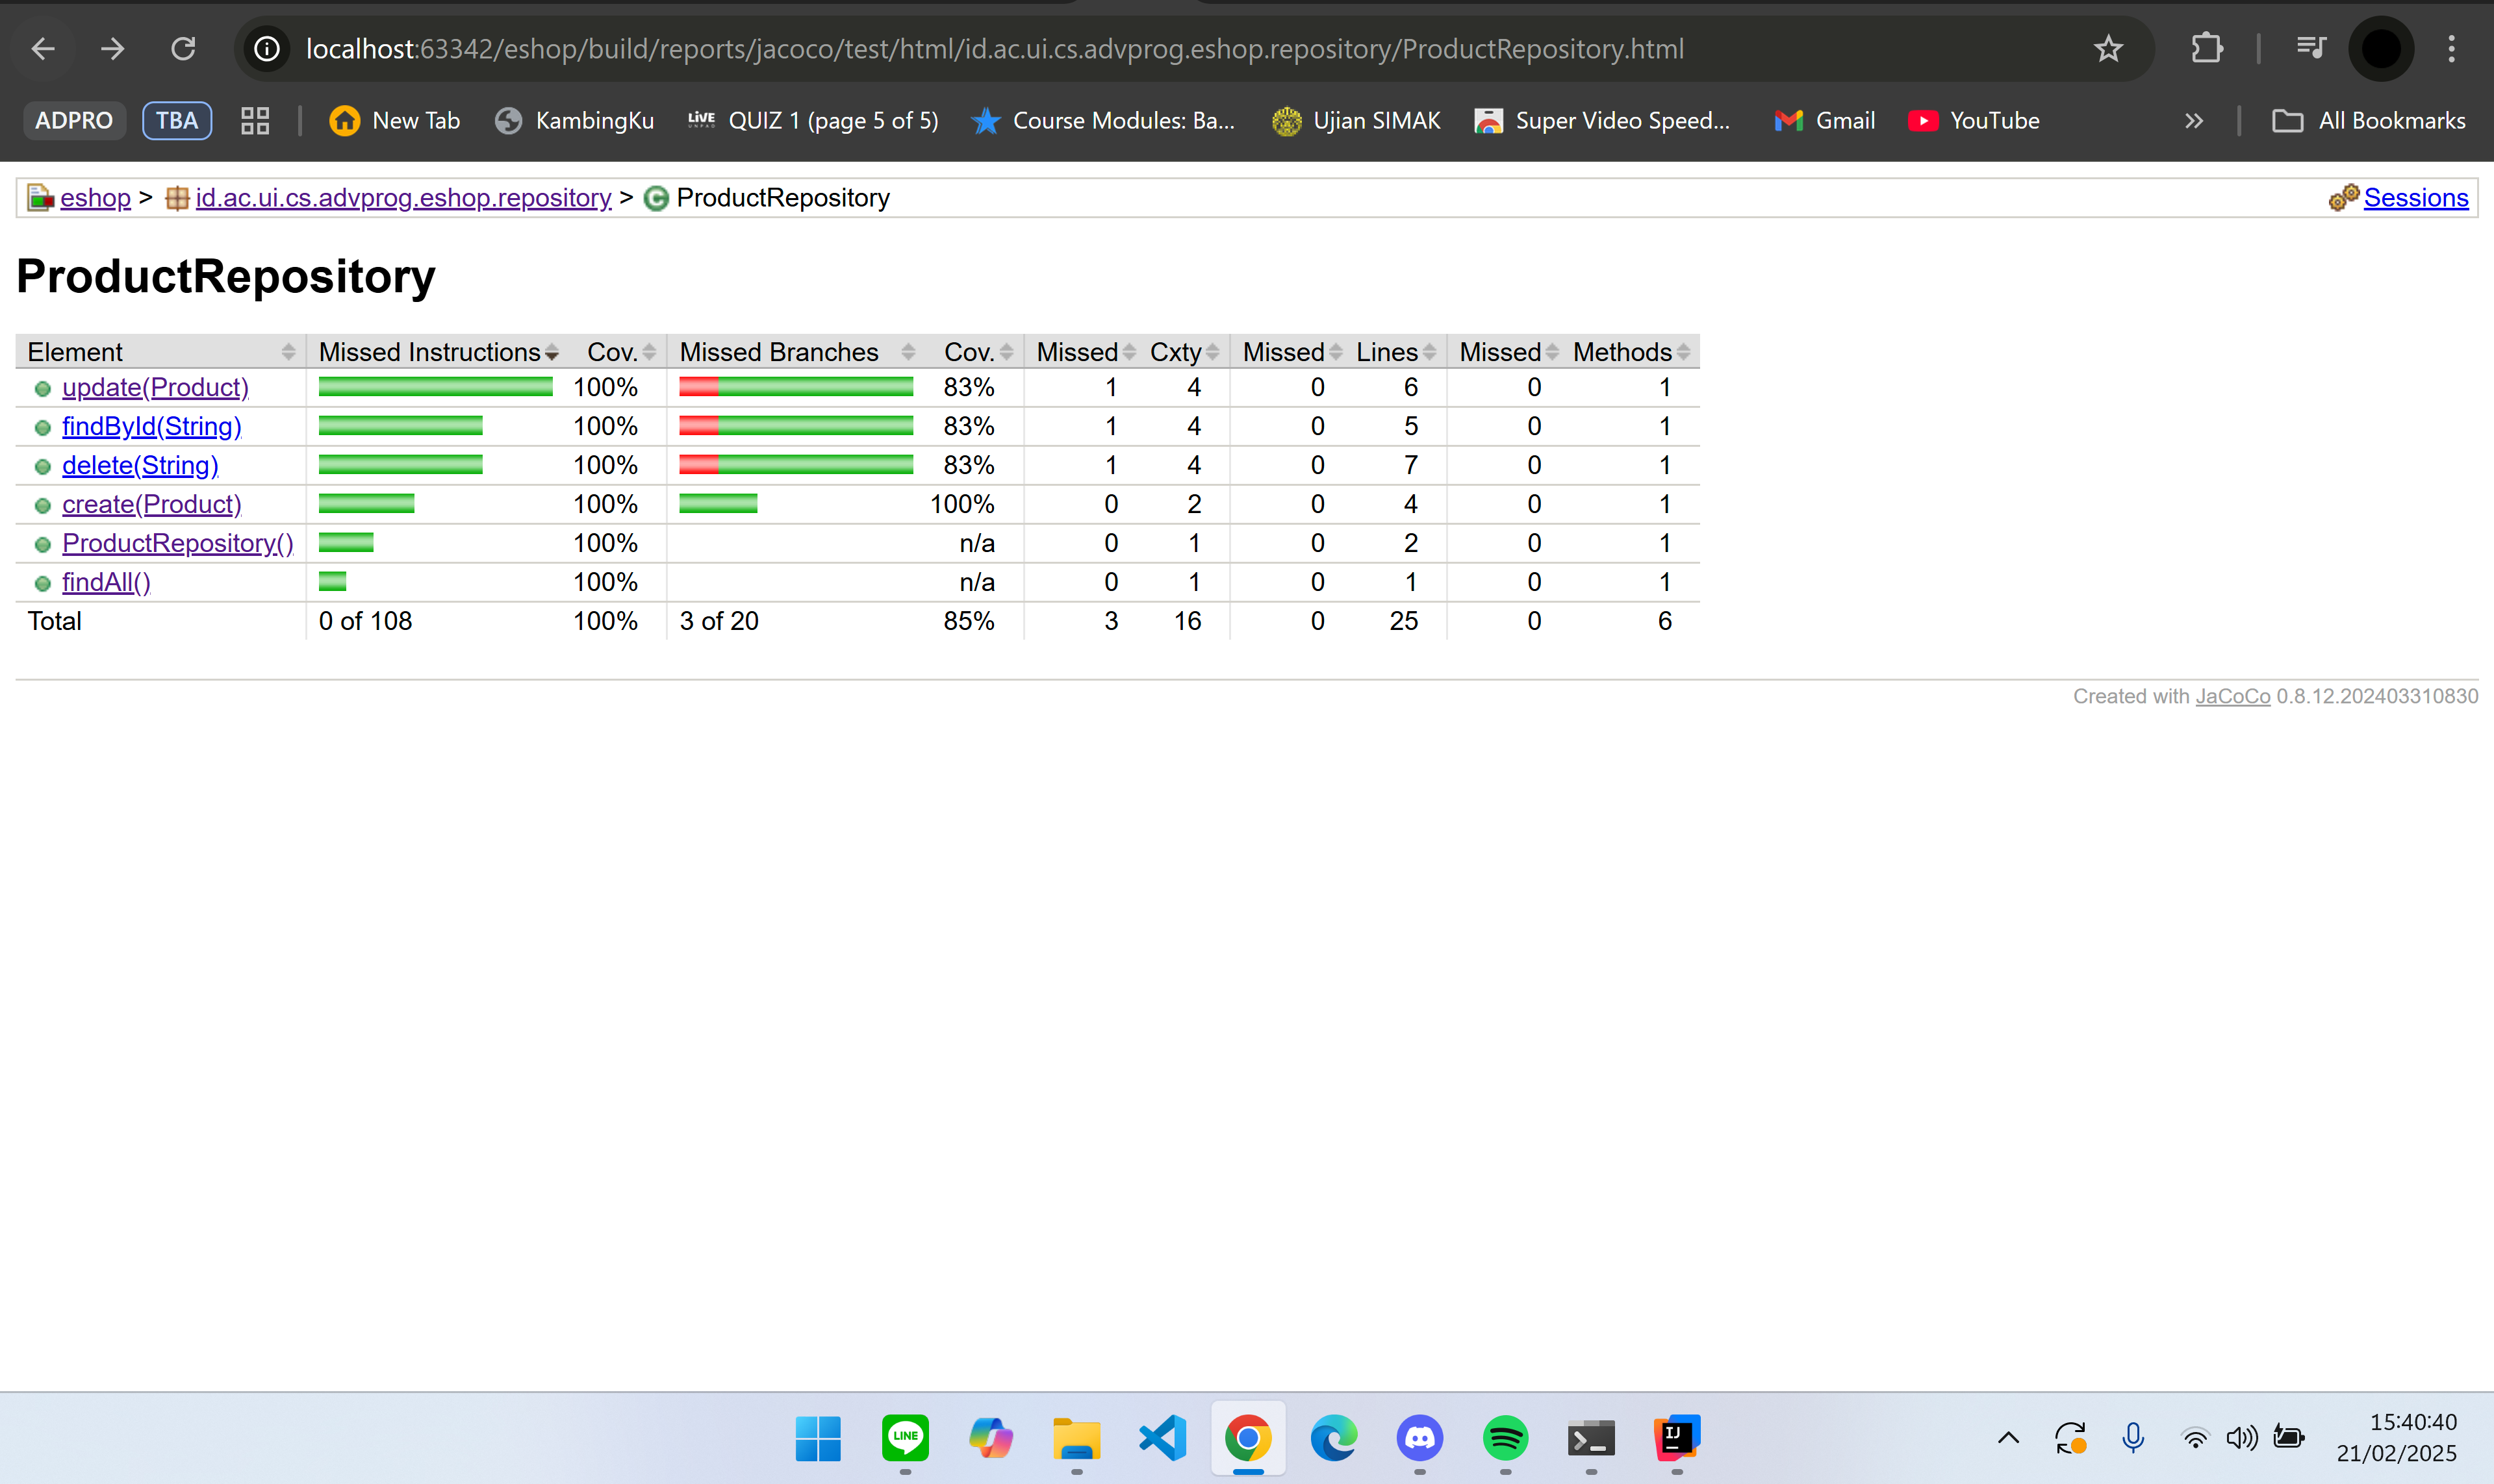 localhost:63342/eshop/build/reports/jacoco/test/html/id.ac.ui.cs.advprog.eshop.repository/ProductRepository.html
ADPRO TBA New Tab KambingKu LIVE UNPAD QUIZ 1 (page 5 of 5) Course Modules: Ba... Ujian SIMAK Super Video Speed... Gmail YouTube » All Bookmarks
eshop > id.ac.ui.cs.advprog.eshop.repository > C ProductRepository Sessions
ProductRepository
Element Missed Instructions Cov. Missed Branches Cov. Missed Cxty Missed Lines Missed Methods
update(Product) 100% 83% 1 4 0 6 0 1
findById(String) 100% 83% 1 4 0 5 0 1
delete(String) 100% 83% 1 4 0 7 0 1
create(Product) 100% 100% 0 2 0 4 0 1
ProductRepository() 100% n/a 0 1 0 2 0 1
findAll() 100% n/a 0 1 0 1 0 1
Total 0 of 108 100% 3 of 20 85% 3 16 0 25 0 6
Created with JaCoCo 0.8.12.202403310830
LINE
IJ
15:40:40
21/02/2025